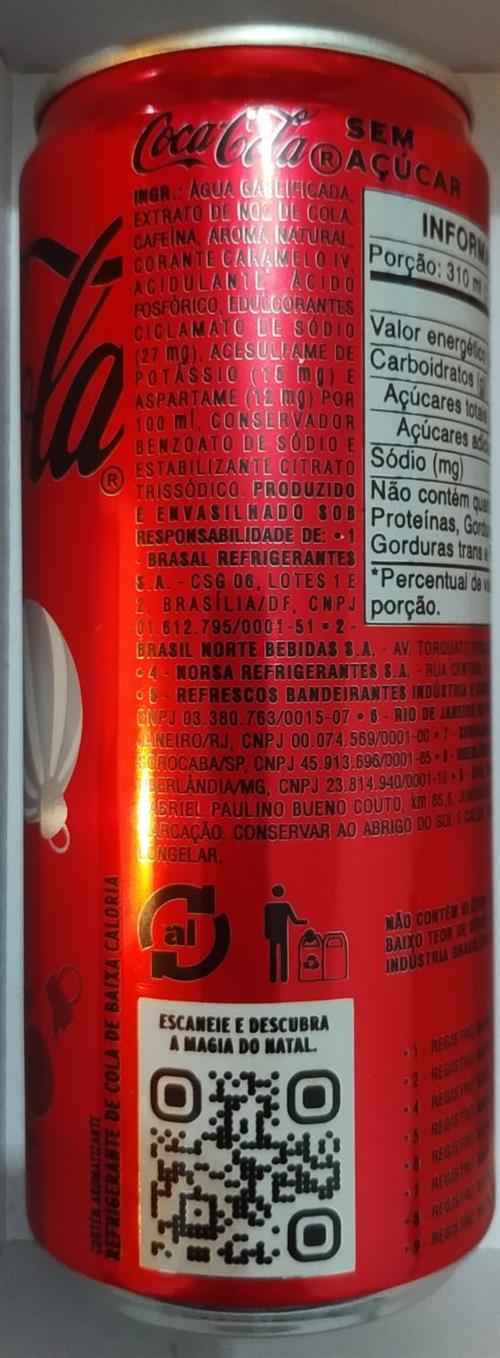 Coca-Cola® SEM AÇÚCAR
INGR.: ÁGUA GASEIFICADA,
EXTRATO DE NOZ DE COLA,
CAFEÍNA, AROMA NATURAL,
CORANTE CARAMELO IV,
ACIDULANTE ÁCIDO
FOSFÓRICO, EDULCORANTES
CICLAMATO DE SÓDIO
(27 mg), ACESULFAME DE
POTÁSSIO (15 mg) E
ASPARTAME (12 mg) POR
100 ml, CONSERVADOR
BENZOATO DE SÓDIO E
ESTABILIZANTE CITRATO
TRISSÓDICO. PRODUZIDO
E ENVASILHADO SOB
RESPONSABILIDADE DE: • 1
- BRASAL REFRIGERANTES
S.A. - CSG 06, LOTES 1 E
2, BRASÍLIA/DF, CNPJ
01.612.795/0001-51 • 2 -
BRASIL NORTE BEBIDAS S.A. - AV. TORQUATO
• 4 - NORSA REFRIGERANTES S.A. - RUA CENTRAL
• 5 - REFRESCOS BANDEIRANTES INDÚSTRIA E
CNPJ 03.380.763/0015-07 • 6 - RIO DE JANEIRO
JANEIRO/RJ, CNPJ 00.074.569/0001-00 • 7 -
SOROCABA/SP, CNPJ 45.913.696/0001-85 • 8 -
UBERLÂNDIA/MG, CNPJ 23.814.940/0001-10 • 9 -
GABRIEL PAULINO BUENO COUTO, km 65,5,
MARCAÇÃO. CONSERVAR AO ABRIGO DO SOL E CALOR.
CONGELAR.
INFORM
Porção: 310 ml
Valor energético
Carboidratos (g)
Açúcares totais
Açúcares adic
Sódio (mg)
Não contém quan
Proteínas, Gordu
Gorduras trans e
*Percentual de va
porção.
la®
al
NÃO CONTÉM GLÚTEN
BAIXO TEOR DE SÓDIO
INDÚSTRIA BRASILEIRA
ESCANEIE E DESCUBRA
A MAGIA DO NATAL.
• 1 - REGISTRO
• 2 - REGISTRO
• 4 - REGISTRO
• 5 - REGISTRO
• 6 - REGISTRO
• 7 - REGISTRO
• 8 - REGISTRO
• 9 - REGISTRO
CONTÉM AROMATIZANTE
REFRIGERANTE DE COLA DE BAIXA CALORIA